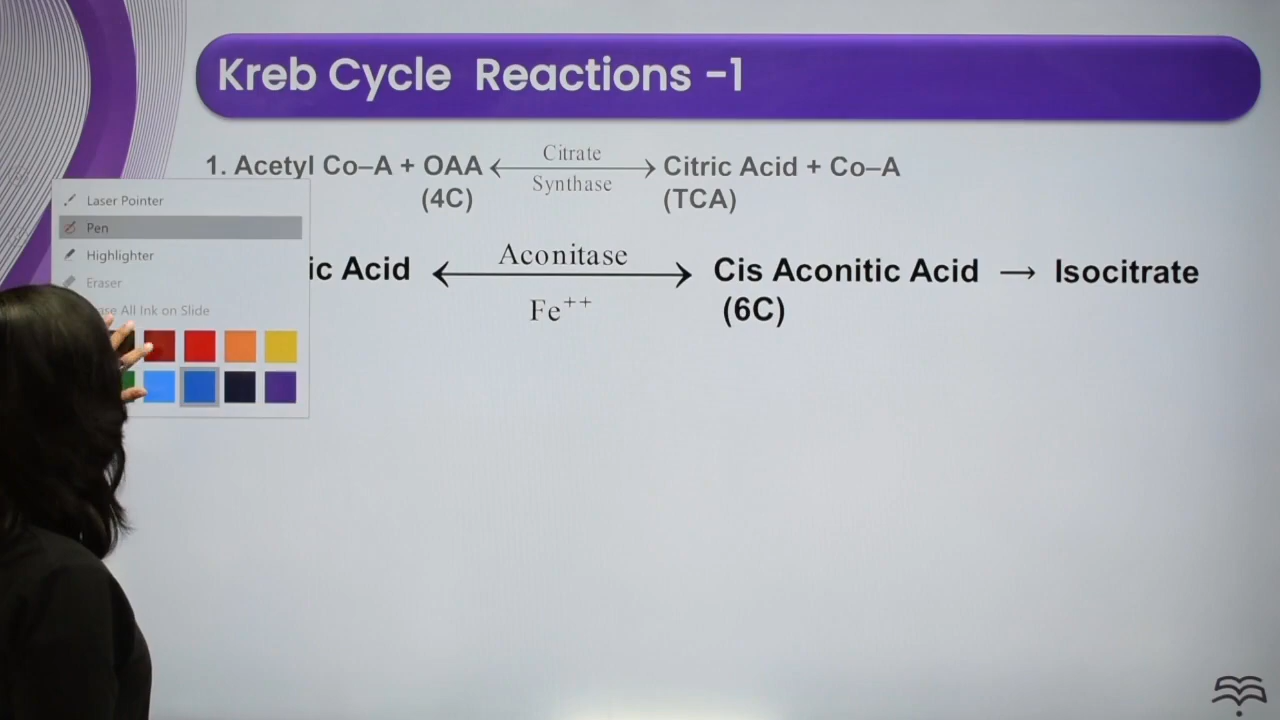 Kreb Cycle Reactions -1
Citrate
1. Acetyl Co–A + OAA ⟷ Citric Acid + Co–A
Synthase
(4C) (TCA)
Laser Pointer
Pen
Aconitase
ic Acid ⟷ Cis Aconitic Acid → Isocitrate
Highlighter
Fe⁺⁺
(6C)
Eraser
se All Ink on Slide